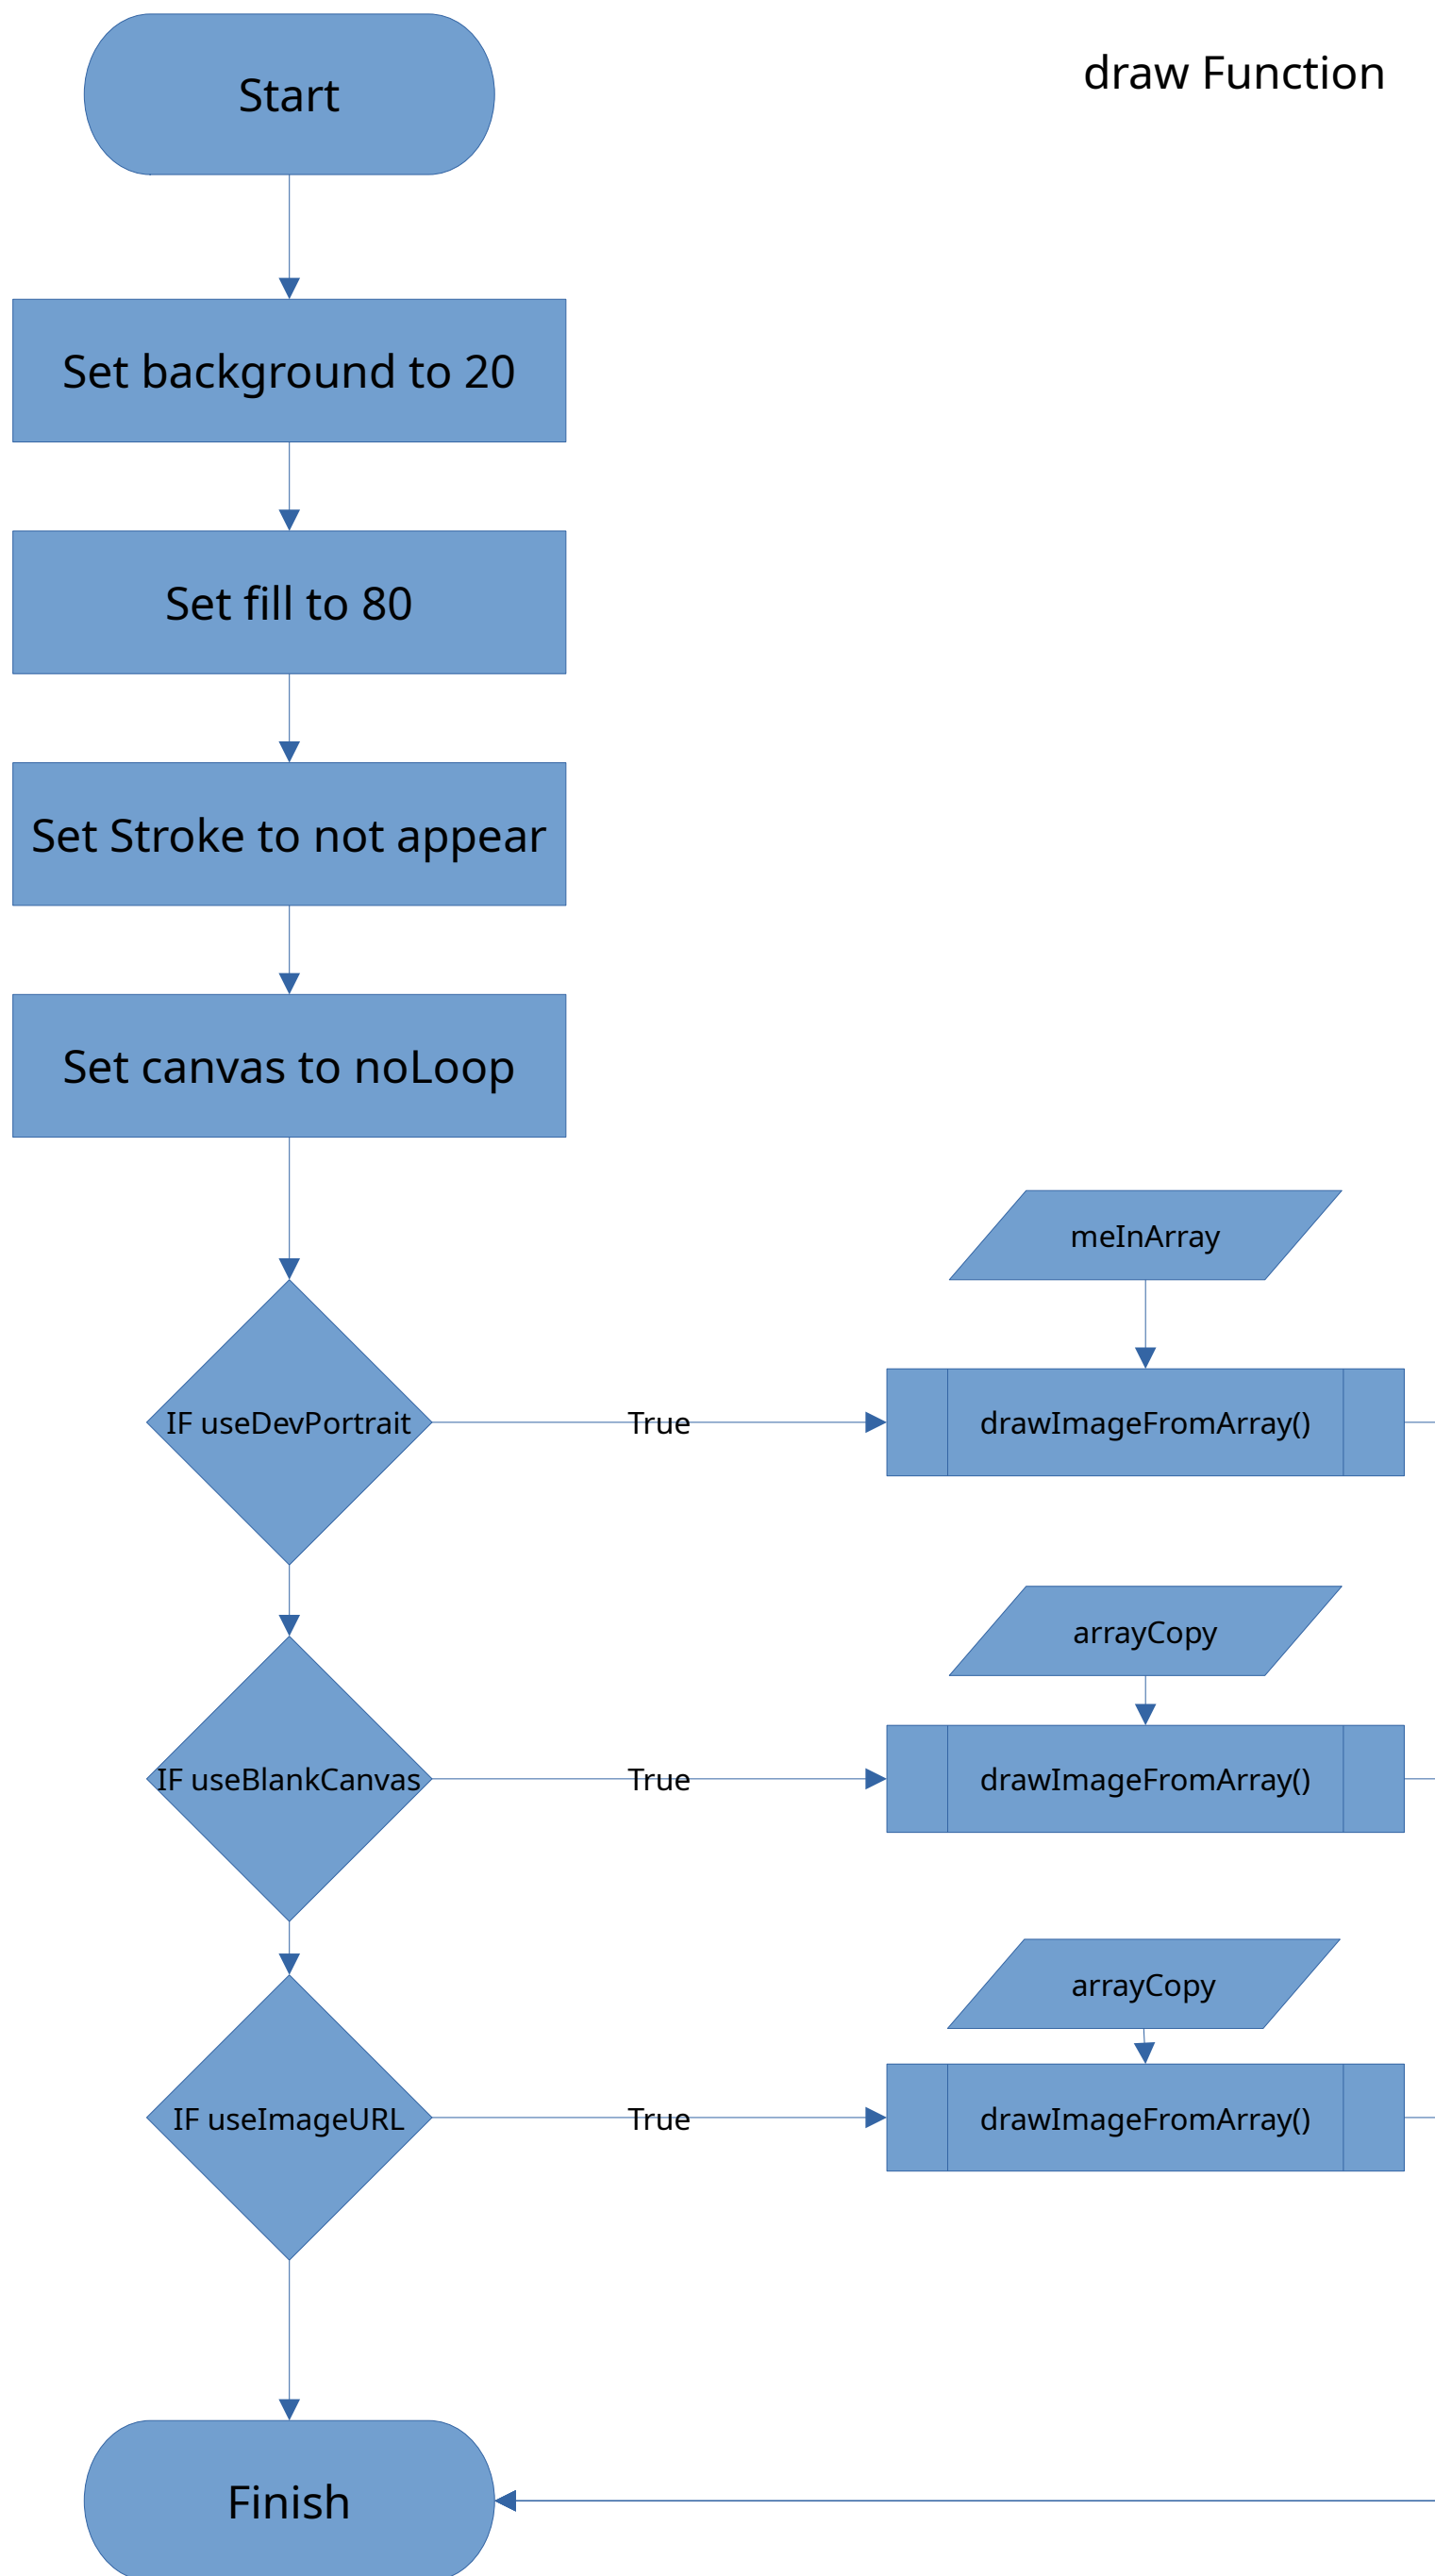 Start
draw Function
Set background to 20
Set fill to 80
Set Stroke to not appear
Set canvas to noLoop
meInArray
IF useDevPortrait
True
drawImageFromArray()
arrayCopy
IF useBlankCanvas
True
drawImageFromArray()
arrayCopy
IF useImageURL
True
drawImageFromArray()
Finish